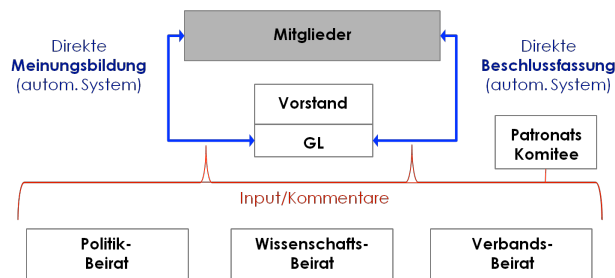 Mitglieder
Direkte
Meinungsbildung
(autom. System)
Direkte
Beschlussfassung
(autom. System)
Vorstand
GL
Patronats
Komitee
Input/Kommentare
Politik-
Beirat
Wissenschafts-
Beirat
Verbands-
Beirat